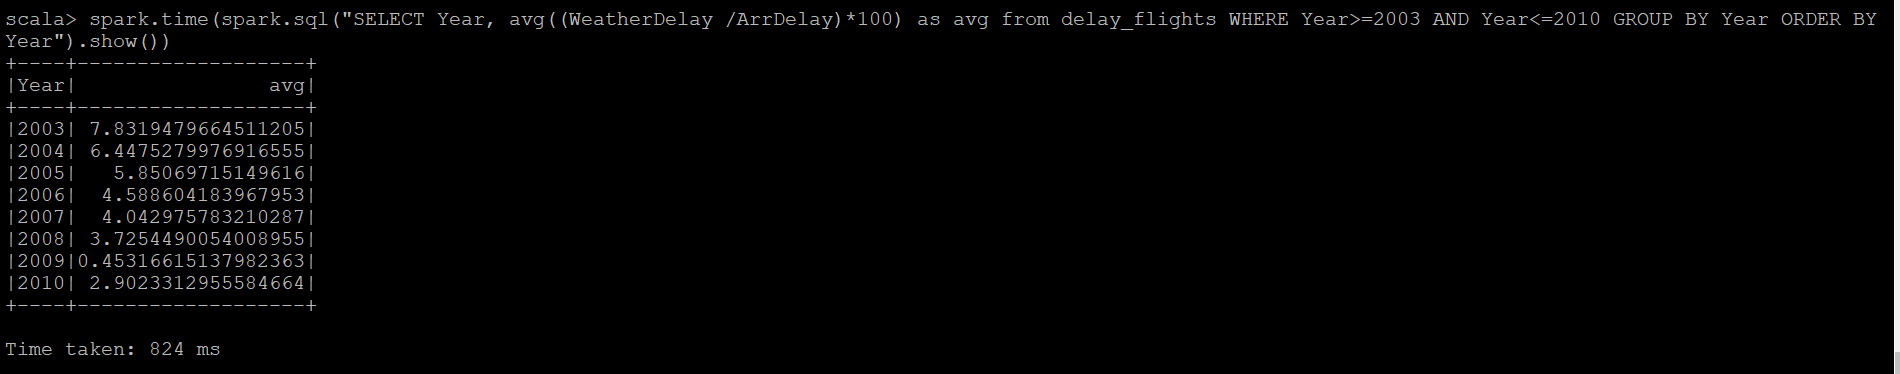 scala> spark.time(spark.sql("SELECT Year, avg((WeatherDelay /ArrDelay)*100) as avg from delay_flights WHERE Year>=2003 AND Year<=2010 GROUP BY Year ORDER BY
Year").show())
+----+-------------------+
|Year|                avg|
+----+-------------------+
|2003| 7.8319479664511205|
|2004| 6.44752799769165​55|
|2005|   5.85069715149616|
|2006|  4.588604183967953|
|2007|  4.042975783210287|
|2008| 3.7254490054008955|
|2009|0.45316615137982363|
|2010| 2.9023312955584664|
+----+-------------------+
Time taken: 824 ms